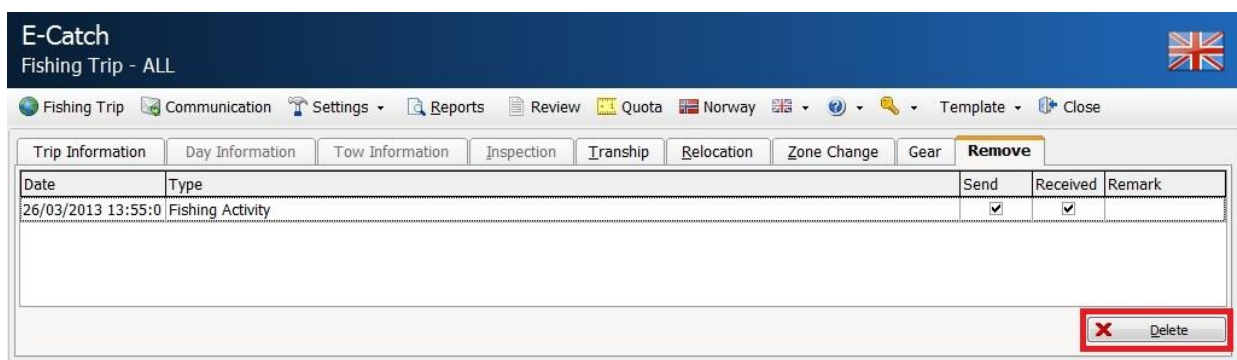 E-Catch
Fishing Trip - ALL
Fishing Trip Communication Settings Reports Review Quota Norway Template Close
Trip Information Day Information Tow Information Inspection Tranship Relocation Zone Change Gear Remove
Date Type Send Received Remark
26/03/2013 13:55:0 Fishing Activity
Delete